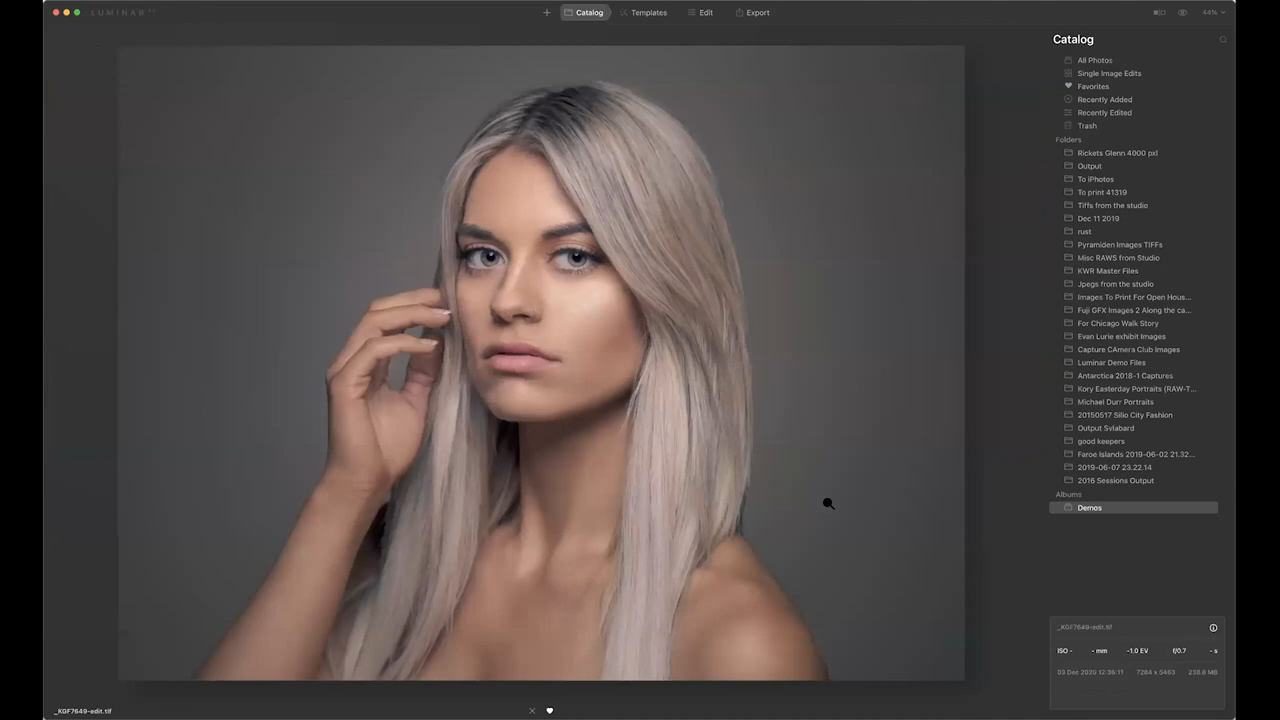 LUMINAR AI
Catalog
Templates
Edit
Export
44%
Catalog
All Photos
Single Image Edits
Favorites
Recently Added
Recently Edited
Trash
Folders
Rickets Glenn 4000 pxl
Output
To iPhotos
To print 41319
Tiffs from the studio
Dec 11 2019
rust
Pyramiden Images TIFFs
Misc RAWS from Studio
KWR Master Files
Jpegs from the studio
Images To Print For Open Hous...
Fuji GFX Images 2 Along the ca...
For Chicago Walk Story
Evan Lurie exhibit Images
Capture CAmera Club Images
Luminar Demo Files
Antarctica 2018-1 Captures
Kory Easterday Portraits (RAW-T...
Michael Durr Portraits
20150517 Silio City Fashion
Output Svlabard
good keepers
Faroe Islands 2019-06-02 21.32...
2019-06-07 23.22.14
2016 Sessions Output
Albums
Demos
_KGF7649-edit.tif
ISO - - mm -1.0 EV f/0.7 - s
03 Dec 2020 12:36:11 7284 x 5463 238.8 MB
_KGF7649-edit.tif